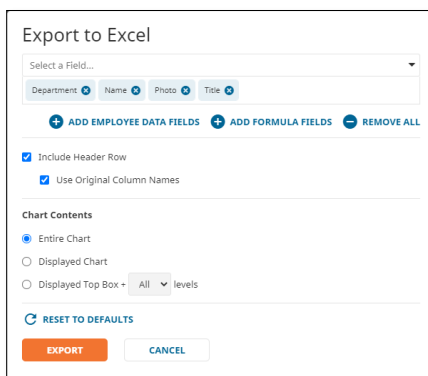 Export to Excel
Select a Field...
Department Name Photo Title
ADD EMPLOYEE DATA FIELDS ADD FORMULA FIELDS REMOVE ALL
Include Header Row
Use Original Column Names
Chart Contents
Entire Chart
Displayed Chart
Displayed Top Box + All levels
RESET TO DEFAULTS
EXPORT CANCEL